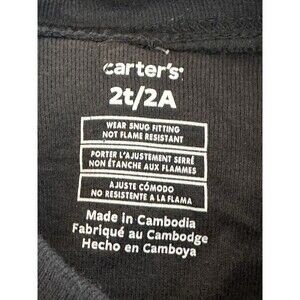 carter's®
2t/2A
WEAR SNUG FITTING
NOT FLAME RESISTANT
PORTER L'AJUSTEMENT SERRÉ
NON ÉTANCHE AUX FLAMMES
AJUSTE CÓMODO
NO RESISTENTE A LA FLAMA
Made in Cambodia
Fabriqué au Cambodge
Hecho en Camboya